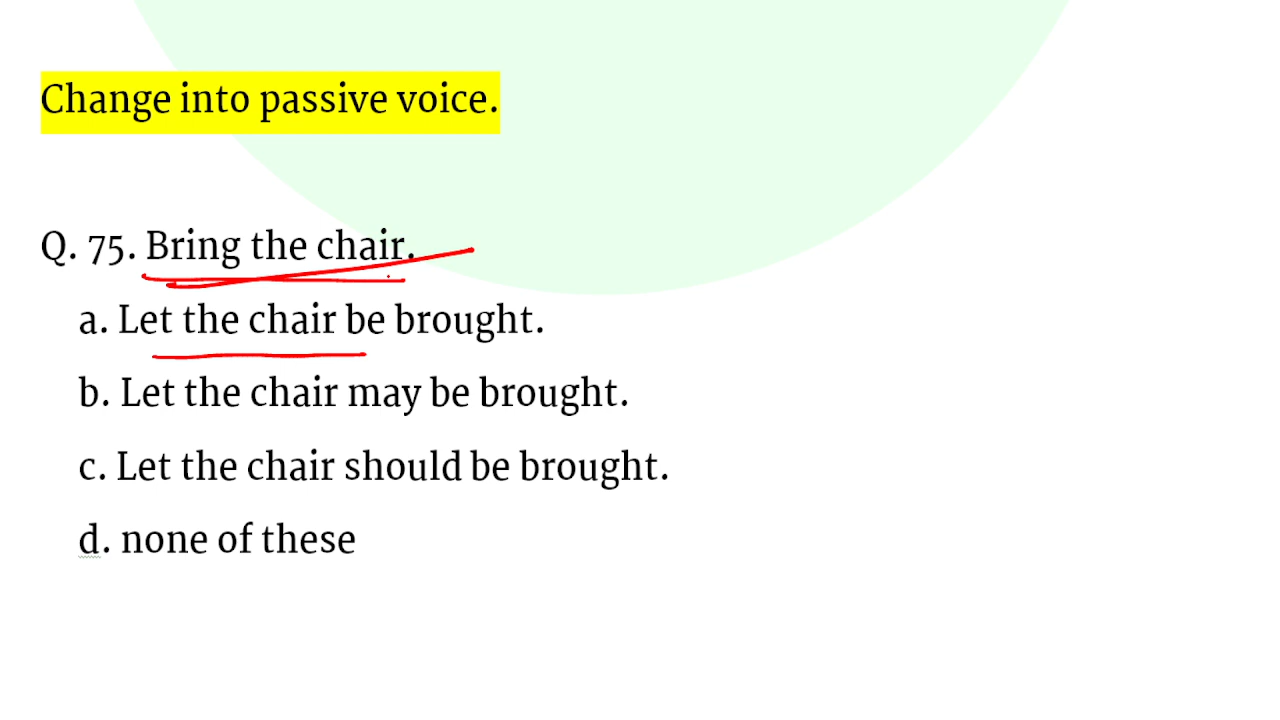 Change into passive voice.
Q. 75. Bring the chair.
a. Let the chair be brought.
b. Let the chair may be brought.
c. Let the chair should be brought.
d. none of these